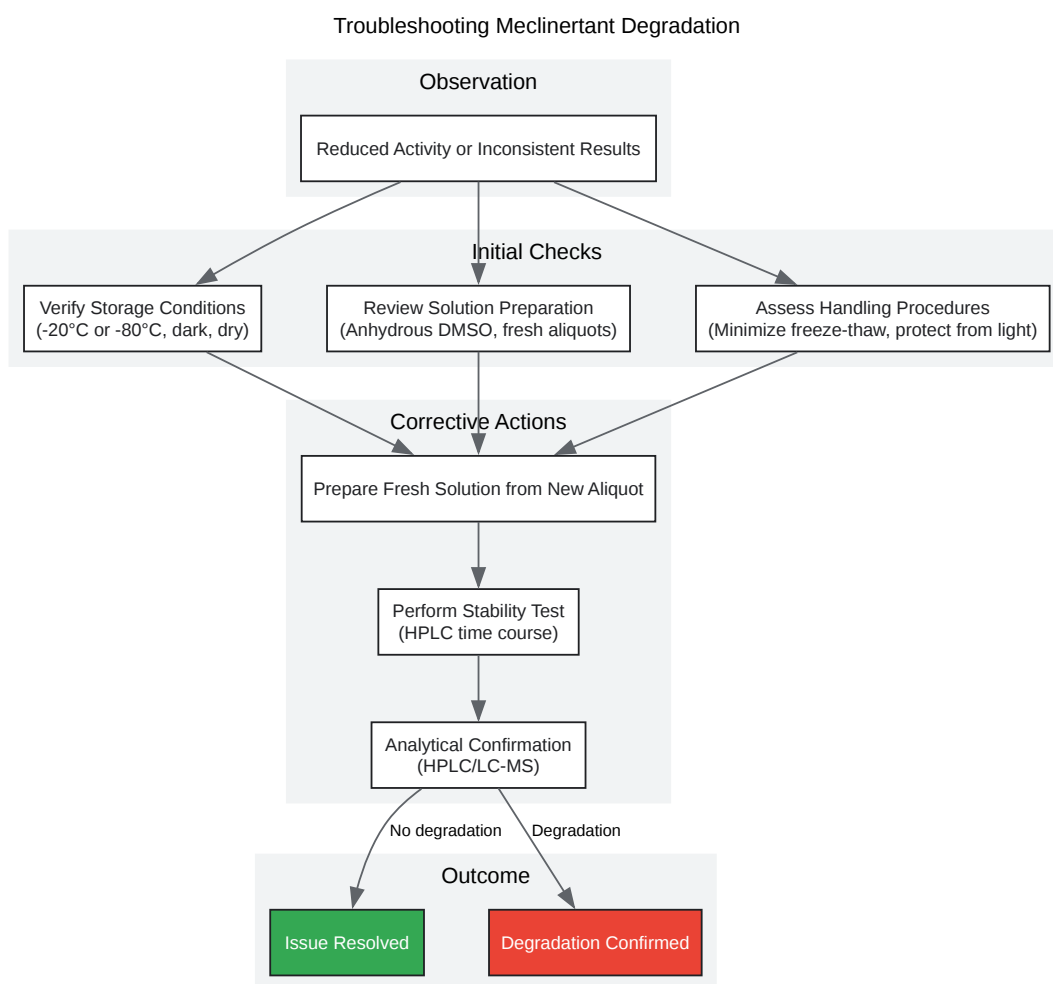 Troubleshooting Meclinertant Degradation
Observation
Reduced Activity or Inconsistent Results
Initial Checks
Verify Storage Conditions
(-20°C or -80°C, dark, dry)
Review Solution Preparation
(Anhydrous DMSO, fresh aliquots)
Assess Handling Procedures
(Minimize freeze-thaw, protect from light)
Corrective Actions
Prepare Fresh Solution from New Aliquot
Perform Stability Test
(HPLC time course)
Analytical Confirmation
(HPLC/LC-MS)
No degradation
Degradation
Outcome
Issue Resolved
Degradation Confirmed